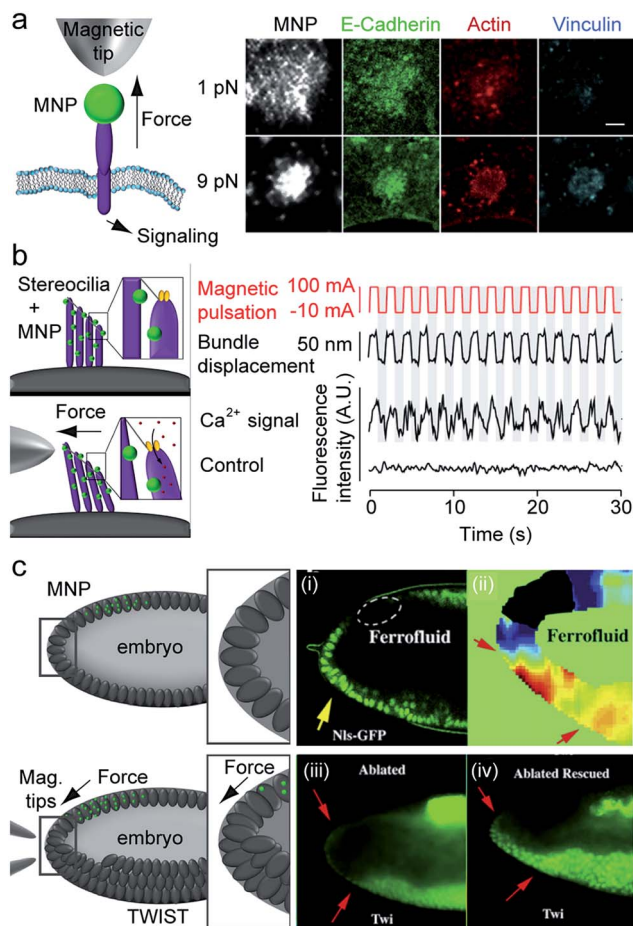 a
Magnetic
tip
MNP
Force
Signaling
MNP
E-Cadherin
Actin
Vinculin
1 pN
9 pN
b
Stereocilia
+
MNP
Force
Magnetic
pulsation
100 mA
-10 mA
Bundle
displacement
50 nm
Ca²⁺ signal
Control
Fluorescence
intensity (A.U.)
0
10
20
30
Time (s)
c
MNP
embryo
Mag.
tips
Force
embryo
TWIST
Force
(i)
Ferrofluid
Nls-GFP
(ii)
Ferrofluid
(iii)
Ablated
Twi
(iv)
Ablated Rescued
Twi